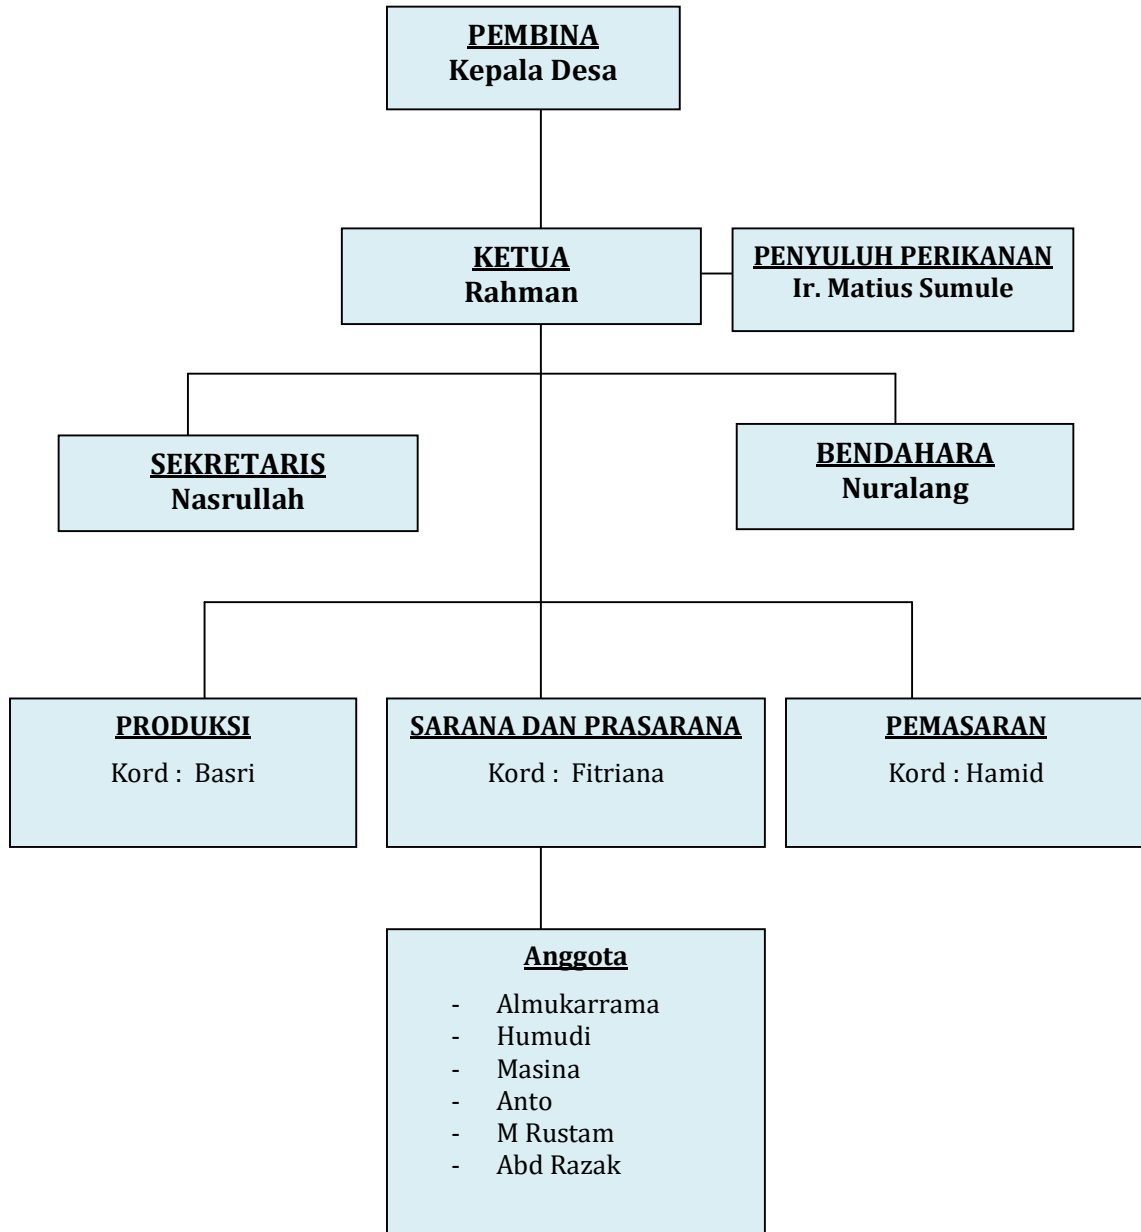 PEMBINA
Kepala Desa
KETUA
Rahman
PENYULUH PERIKANAN
Ir. Matius Sumule
SEKRETARIS
Nasrullah
BENDAHARA
Nuralang
PRODUKSI
Kord : Basri
SARANA DAN PRASARANA
Kord : Fitriana
PEMASARAN
Kord : Hamid
Anggota
- Almukarrama
- Humudi
- Masina
- Anto
- M Rustam
- Abd Razak